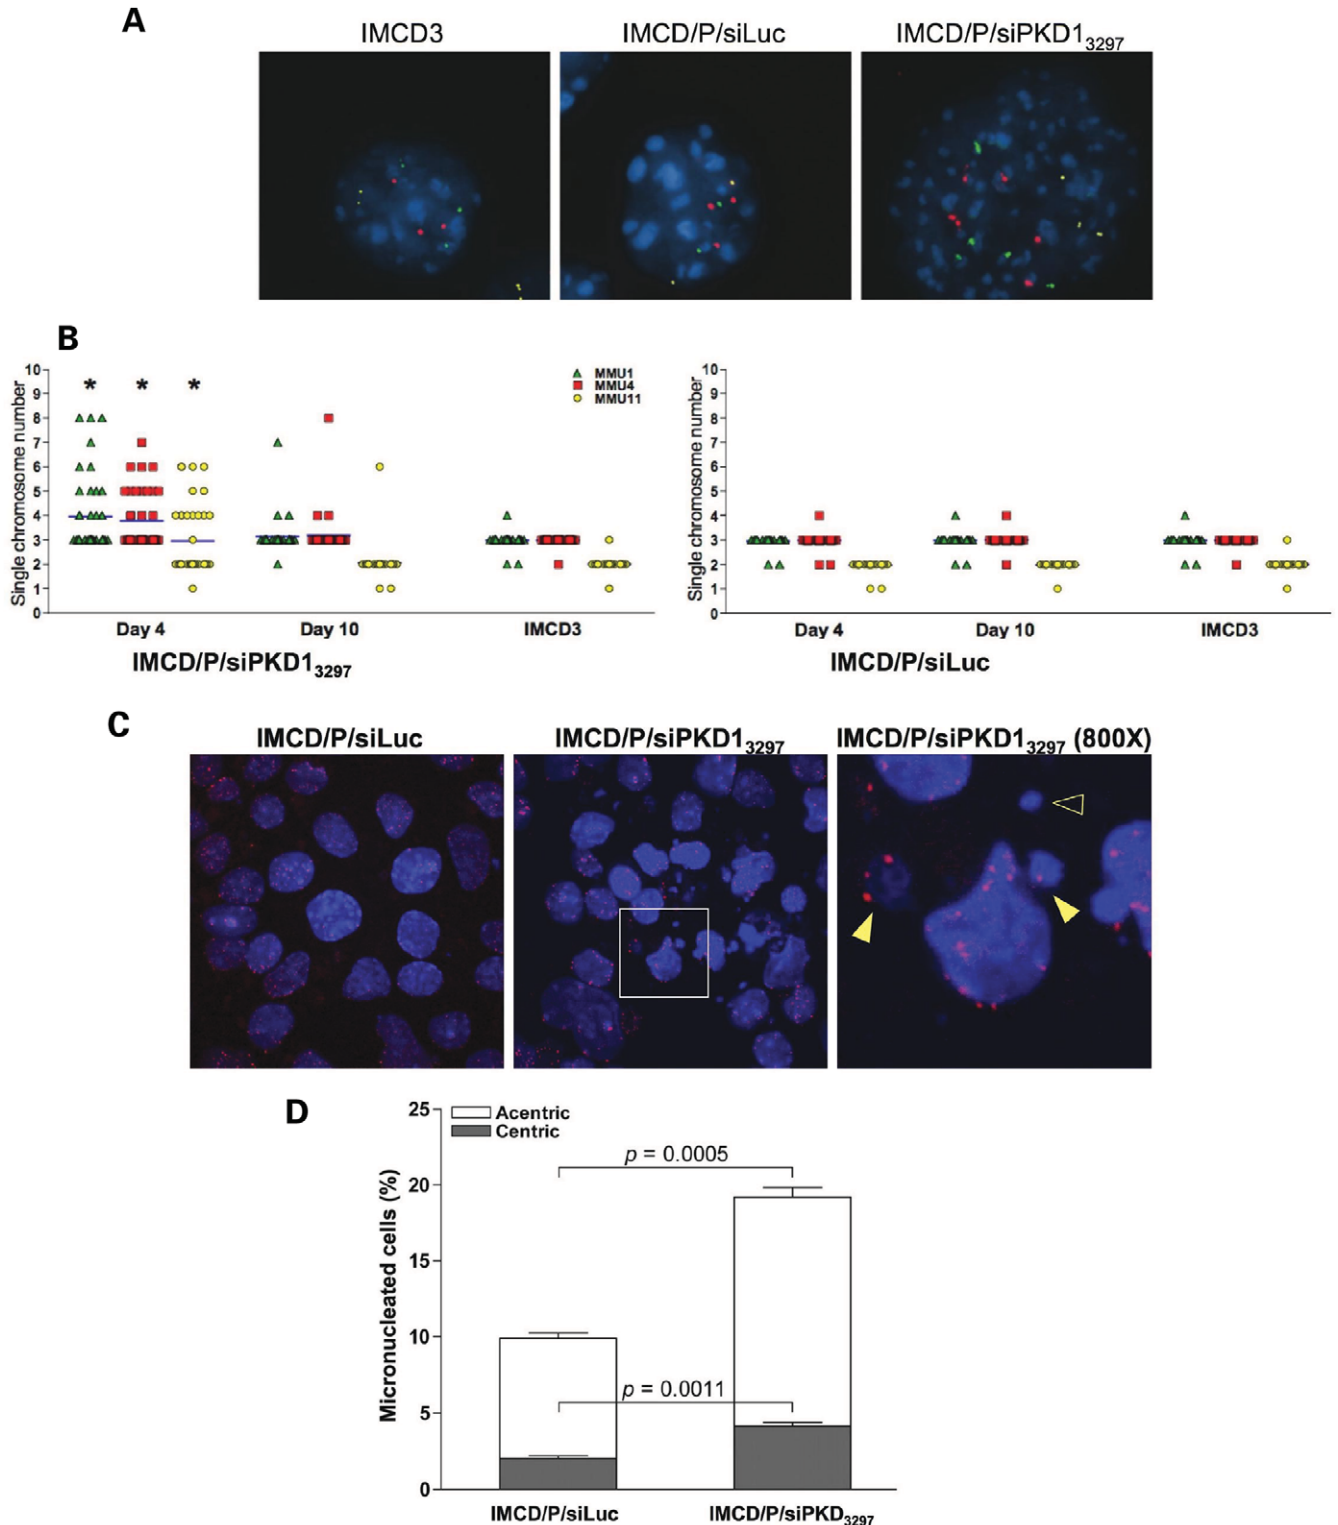 A
IMCD3 IMCD/P/siLuc IMCD/P/siPKD13297
B
Single chromosome number
10
9
8
7
6
5
4
3
2
1
0
* * *
MMU1
MMU4
MMU11
Day 4 Day 10 IMCD3
IMCD/P/siPKD13297
Single chromosome number
10
9
8
7
6
5
4
3
2
1
0
Day 4 Day 10 IMCD3
IMCD/P/siLuc
C
IMCD/P/siLuc IMCD/P/siPKD13297 IMCD/P/siPKD13297 (800X)
D
Micronucleated cells (%)
25
20
15
10
5
0
Acentric
Centric
p = 0.0005
p = 0.0011
IMCD/P/siLuc IMCD/P/siPKD3297